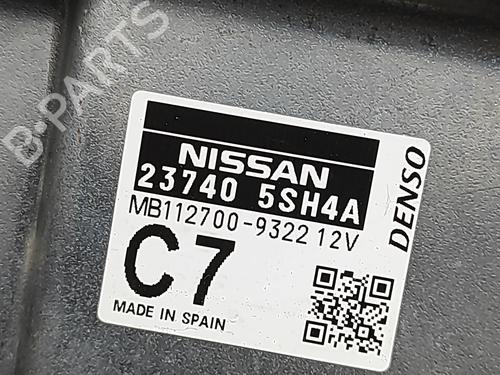 B-PARTS
NISSAN
23740 5SH4A
MB112700-9322 12V
C7
MADE IN SPAIN
DENSO